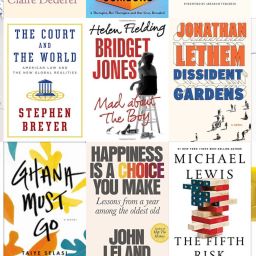 Claire Dederer
THE COURT
AND
THE WORLD
AMERICAN LAW AND
THE NEW GLOBAL REALITIES
STEPHEN
BREYER
Helen Fielding
BRIDGET
JONES
Mad about
The Boy
JONATHAN
LETHEM
DISSIDENT
GARDENS
GHANA
MUST
GO
A NOVEL
TAIYE SELASI
HAPPINESS
IS A CHOICE
YOU MAKE
Lessons from a year
among the oldest old
JOHN
LELAND
MICHAEL
LEWIS
THE FIFTH
RISK